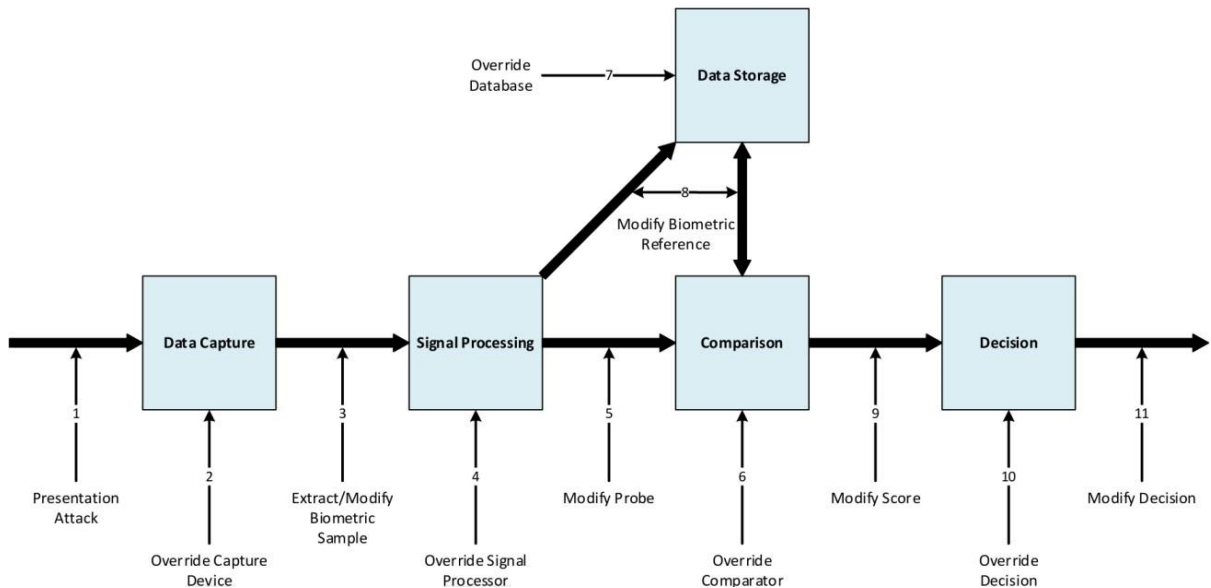 Override
Database
7
Data Storage
8
Modify Biometric
Reference
Data Capture
Signal Processing
Comparison
Decision
1
3
5
9
11
2
4
6
10
Presentation
Attack
Extract/Modify
Biometric
Sample
Modify Probe
Modify Score
Modify Decision
Override Capture
Device
Override Signal
Processor
Override
Comparator
Override
Decision